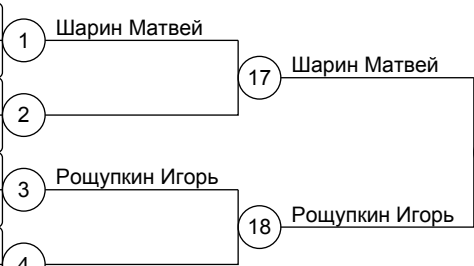 1 Шарин Матвей
17 Шарин Матвей
2
3 Рощупкин Игорь
18 Рощупкин Игорь
4